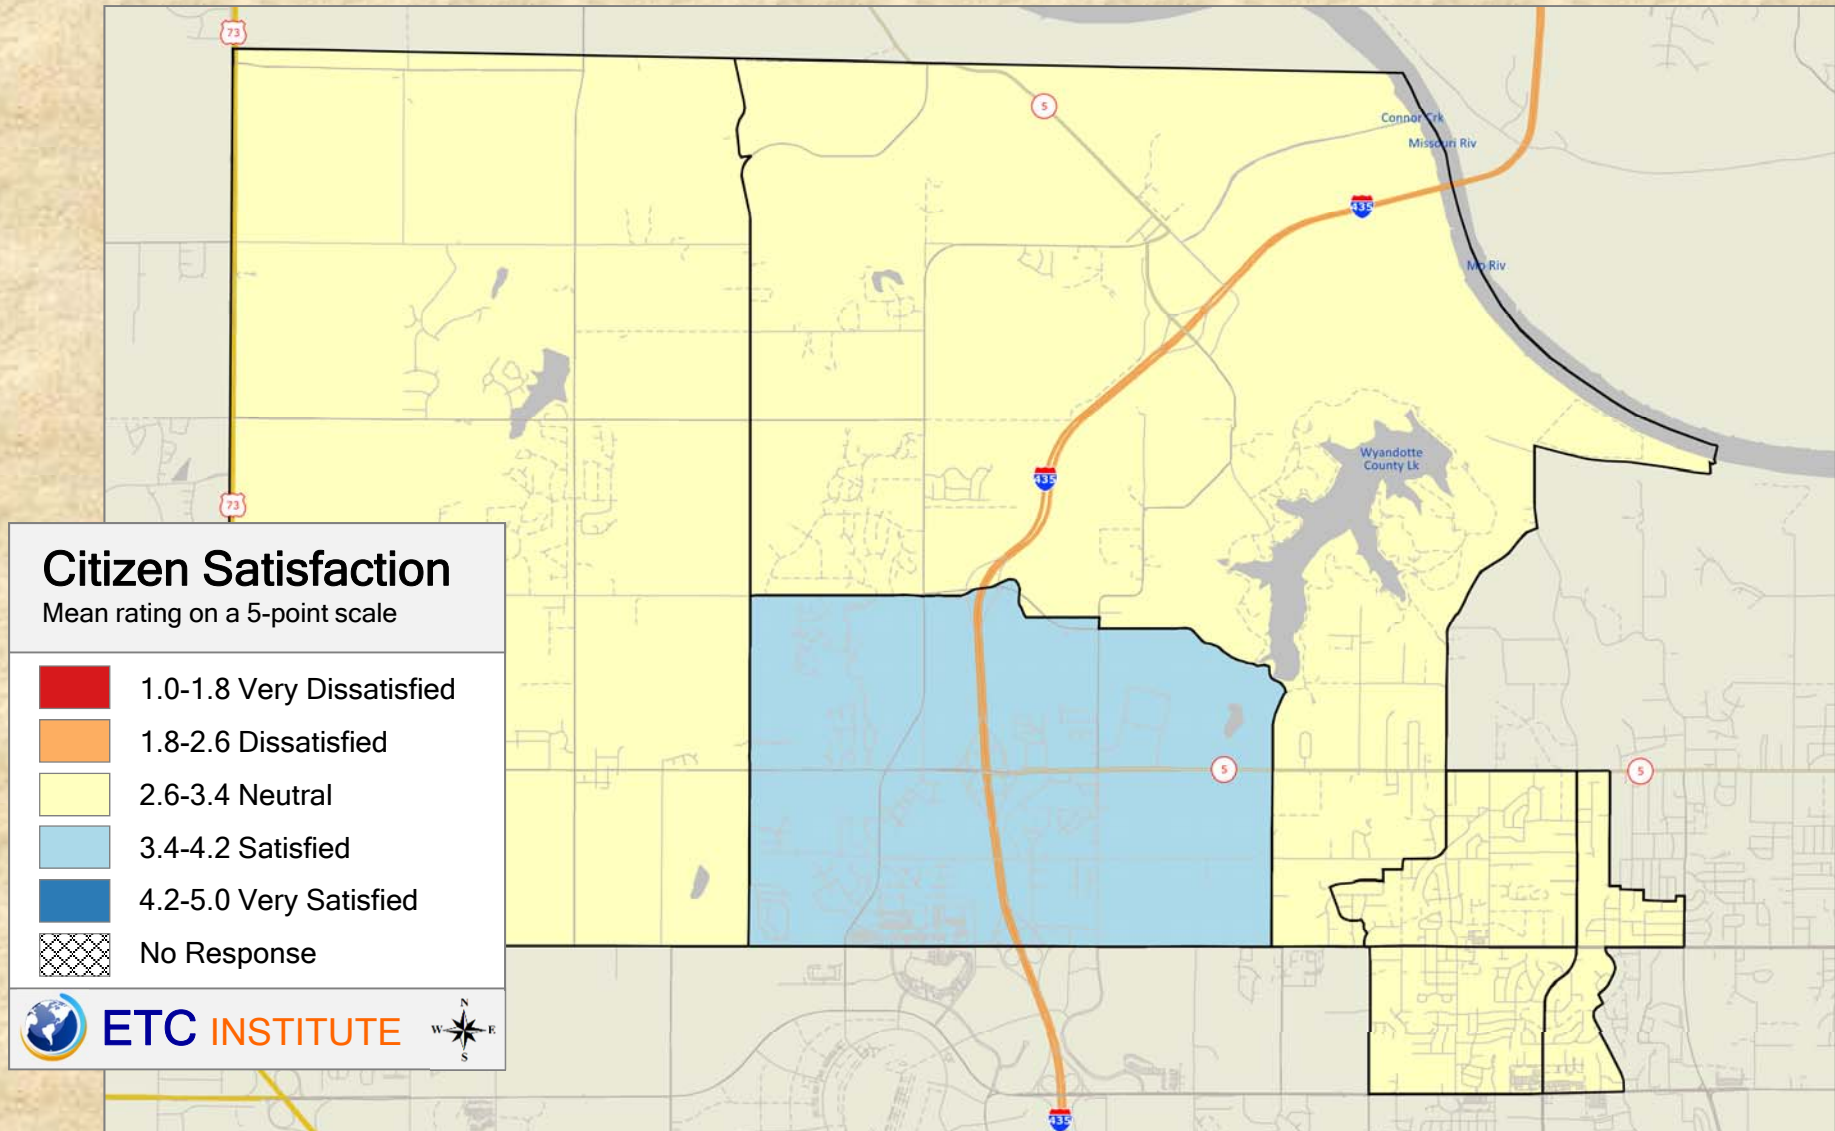 73
5
Connor Crk
Missouri Riv
435
Mo Riv
Wyandotte
County Lk
435
73
Citizen Satisfaction
Mean rating on a 5-point scale
1.0-1.8 Very Dissatisfied
1.8-2.6 Dissatisfied
2.6-3.4 Neutral
3.4-4.2 Satisfied
4.2-5.0 Very Satisfied
No Response
5
5
ETC INSTITUTE
N
W E
S
435